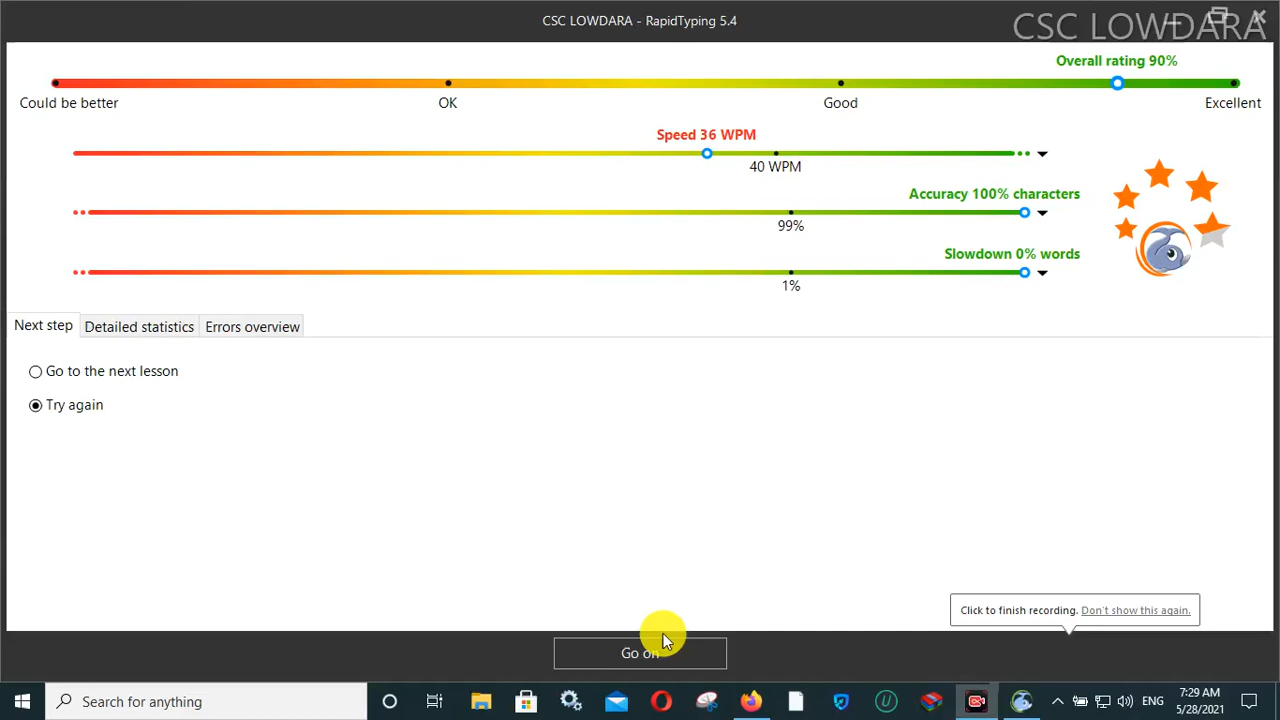 CSC LOWDARA - RapidTyping 5.4
CSC LOWDARA
Overall rating 90%
Could be better
OK
Good
Excellent
Speed 36 WPM
40 WPM
Accuracy 100% characters
99%
Slowdown 0% words
1%
Next step
Detailed statistics
Errors overview
Go to the next lesson
Try again
Click to finish recording. Don't show this again.
Go on
Search for anything
ENG
7:29 AM
5/28/2021